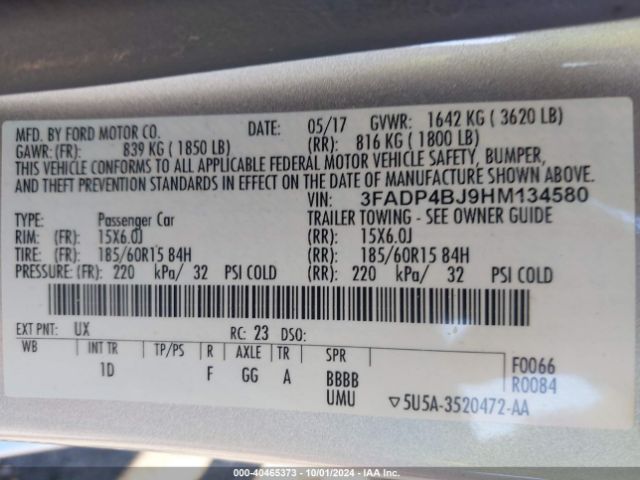 MFD. BY FORD MOTOR CO. DATE: 05/17 GVWR: 1642 KG ( 3620 LB)
GAWR: (FR): 839 KG ( 1850 LB) (RR): 816 KG ( 1800 LB)
THIS VEHICLE CONFORMS TO ALL APPLICABLE FEDERAL MOTOR VEHICLE SAFETY, BUMPER,
AND THEFT PREVENTION STANDARDS IN EFFECT ON THE DATE OF MANUFACTURE SHOWN ABOVE.
VIN: 3FADP4BJ9HM134580
TYPE: Passenger Car TRAILER TOWING - SEE OWNER GUIDE
RIM: (FR): 15X6.0J (RR): 15X6.0J
TIRE: (FR): 185/60R15 84H (RR): 185/60R15 84H
PRESSURE: (FR): 220 kPa/ 32 PSI COLD (RR): 220 kPa/ 32 PSI COLD
EXT PNT: UX RC: 23 DSO:
WB INT TR TP/PS R AXLE TR SPR
1D F GG A BBBB F0066
UMU R0084
▽5U5A-3520472-AA
00-40465373 - 10/01/2024 - IAA Inc.